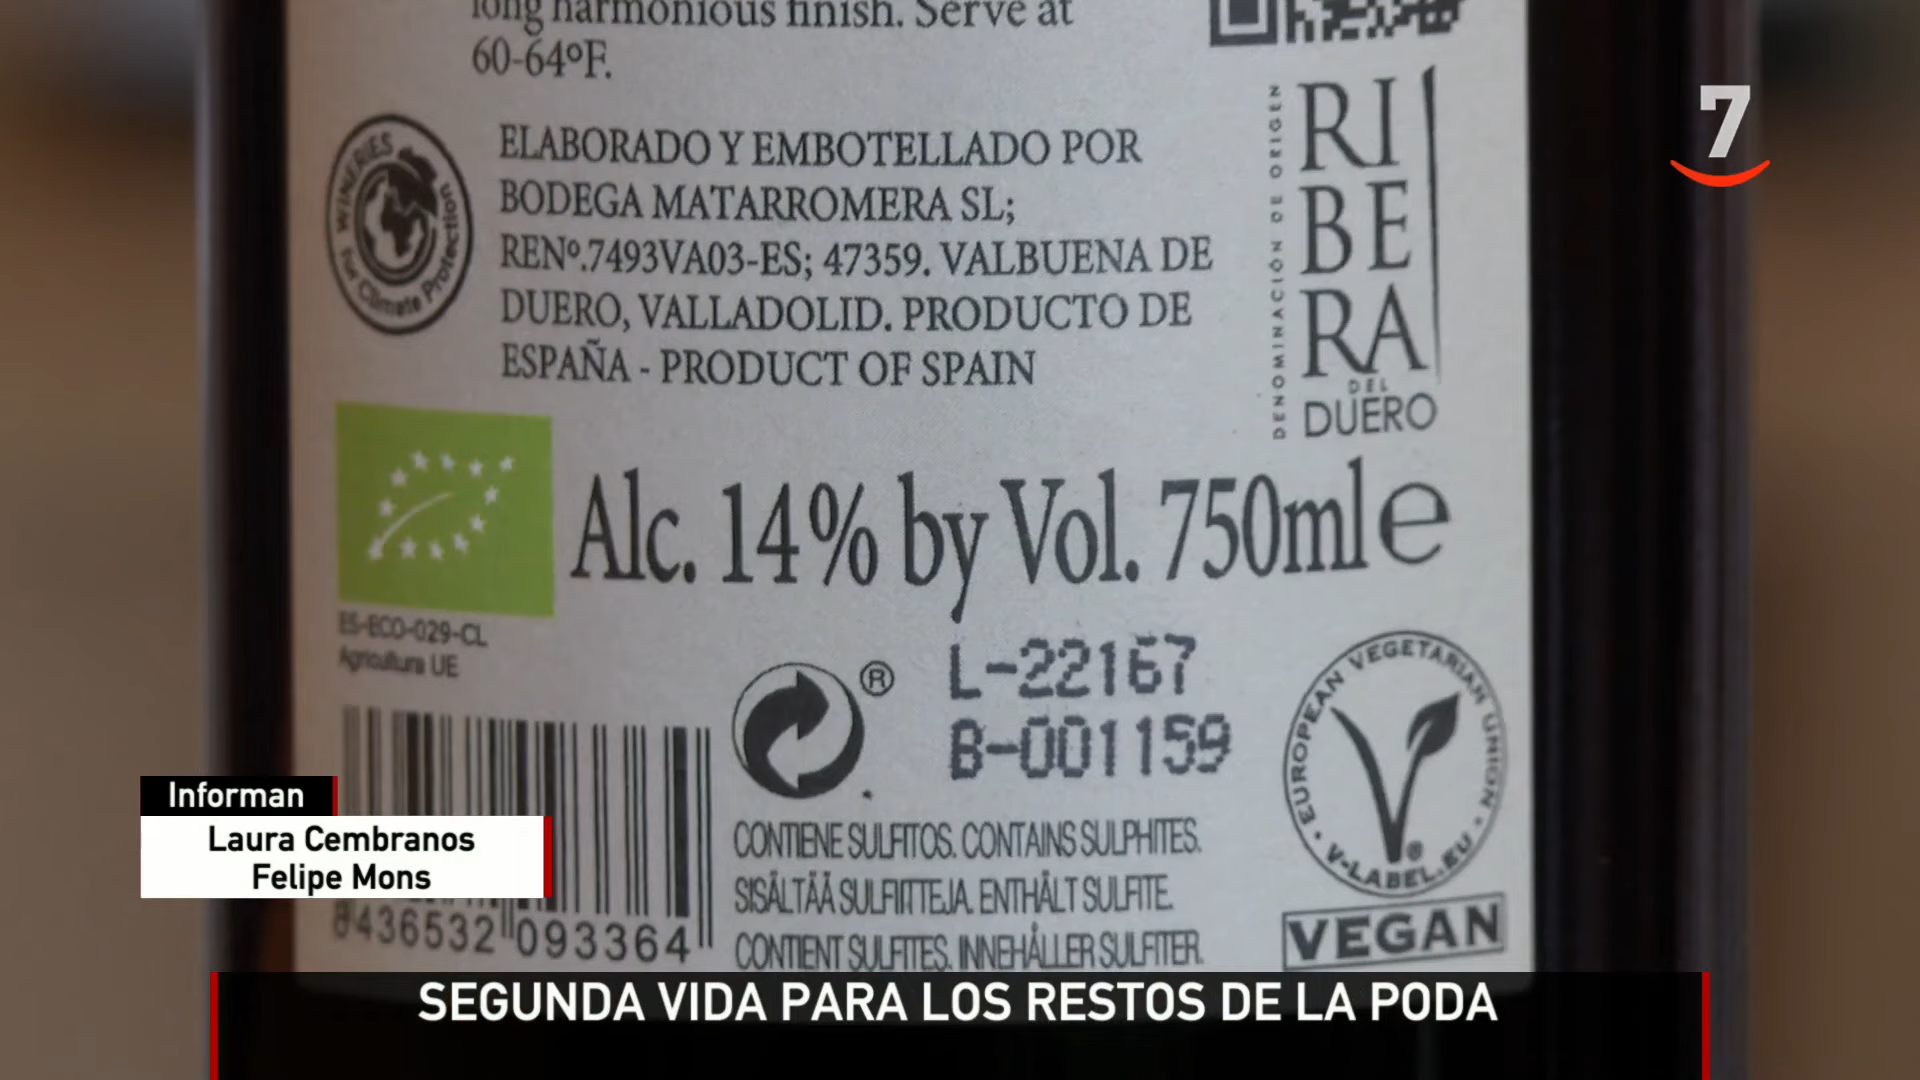 long harmonious finish. Serve at
60-64ºF.
WINERIES
for Climate Protection
ELABORADO Y EMBOTELLADO POR
BODEGA MATARROMERA SL;
RENº.7493VA03-ES; 47359. VALBUENA DE
DUERO, VALLADOLID. PRODUCTO DE
ESPAÑA - PRODUCT OF SPAIN
DENOMINACIÓN DE ORIGEN
RI
BE
RA
DEL
DUERO
7
Alc. 14% by Vol. 750ml e
ES-ECO-029-CL
Agricultura UE
®
L-22167
B-001159
EUROPEAN VEGETARIAN UNION
V-LABEL.EU
®
VEGAN
CONTIENE SULFITOS. CONTAINS SULPHITES.
SISÄLTÄÄ SULFIITTEJA. ENTHÄLT SULFITE.
CONTIENT SULFITES. INNEHÅLLER SULFITER.
8436532 093364
Informan
Laura Cembranos
Felipe Mons
SEGUNDA VIDA PARA LOS RESTOS DE LA PODA